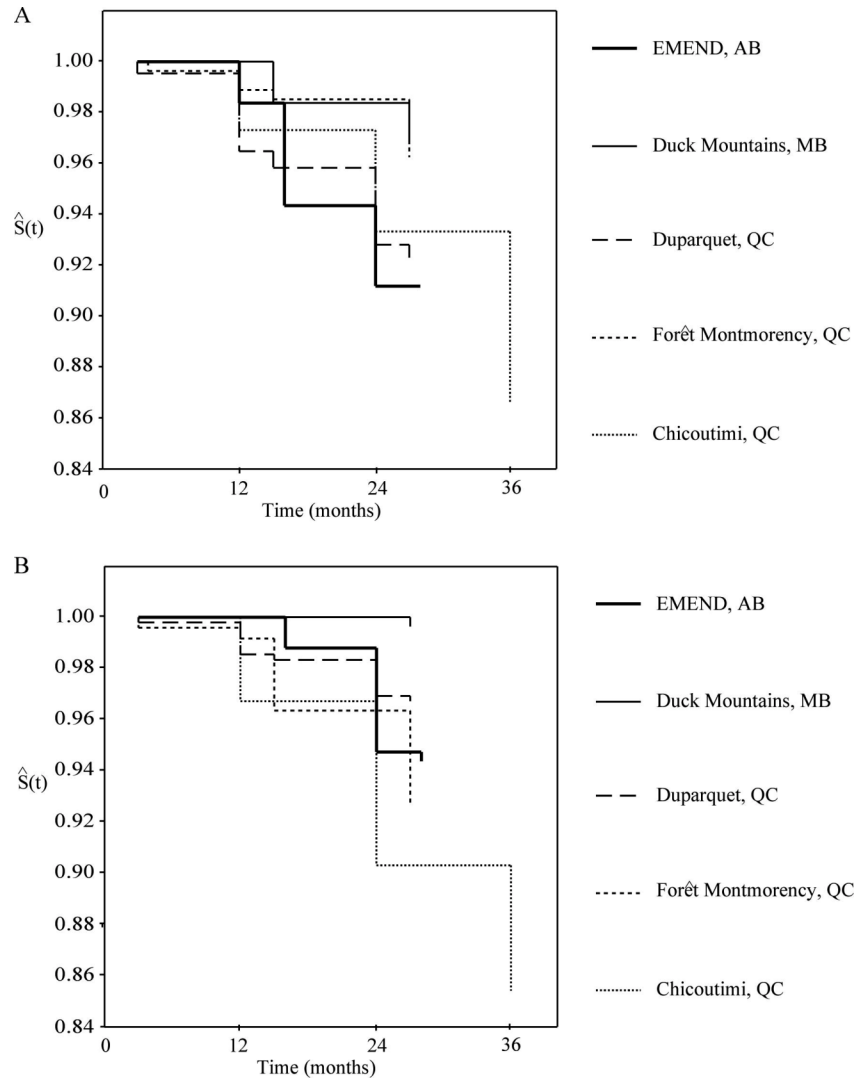 A
1.00
0.98
0.96
0.94
Ŝ(t)
0.92
0.90
0.88
0.86
0.84
0 12 24 36
Time (months)
EMEND, AB
Duck Mountains, MB
Duparquet, QC
Forêt Montmorency, QC
Chicoutimi, QC
B
1.00
0.98
0.96
0.94
Ŝ(t)
0.92
0.90
0.88
0.86
0.84
0 12 24 36
Time (months)
EMEND, AB
Duck Mountains, MB
Duparquet, QC
Forêt Montmorency, QC
Chicoutimi, QC